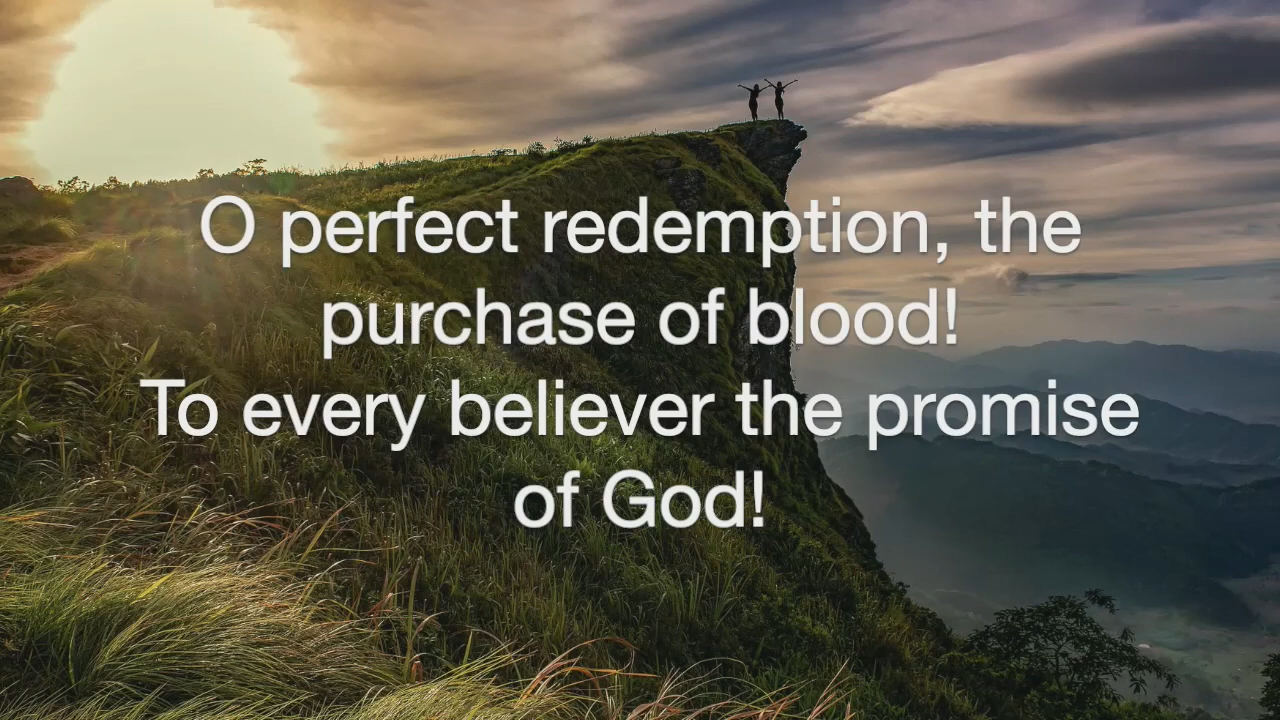 O perfect redemption, the
purchase of blood!
To every believer the promise
of God!